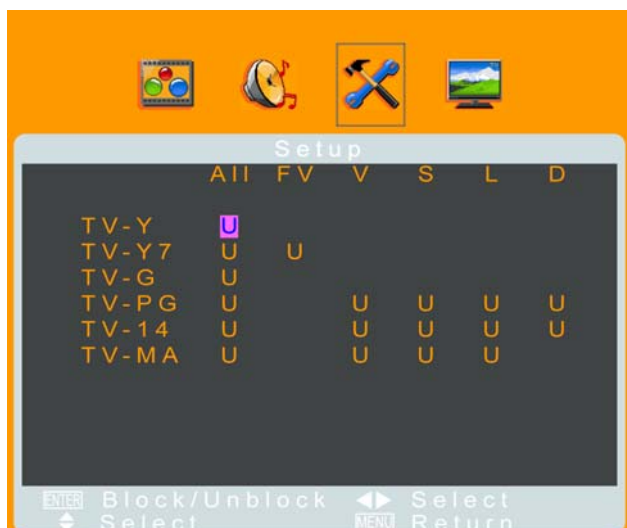 Setup
All FV V S L D
TV-Y U
TV-Y7 U U
TV-G U
TV-PG U U U U U
TV-14 U U U U U
TV-MA U U U U
ENTER Block/Unblock Select
Select MENU Return